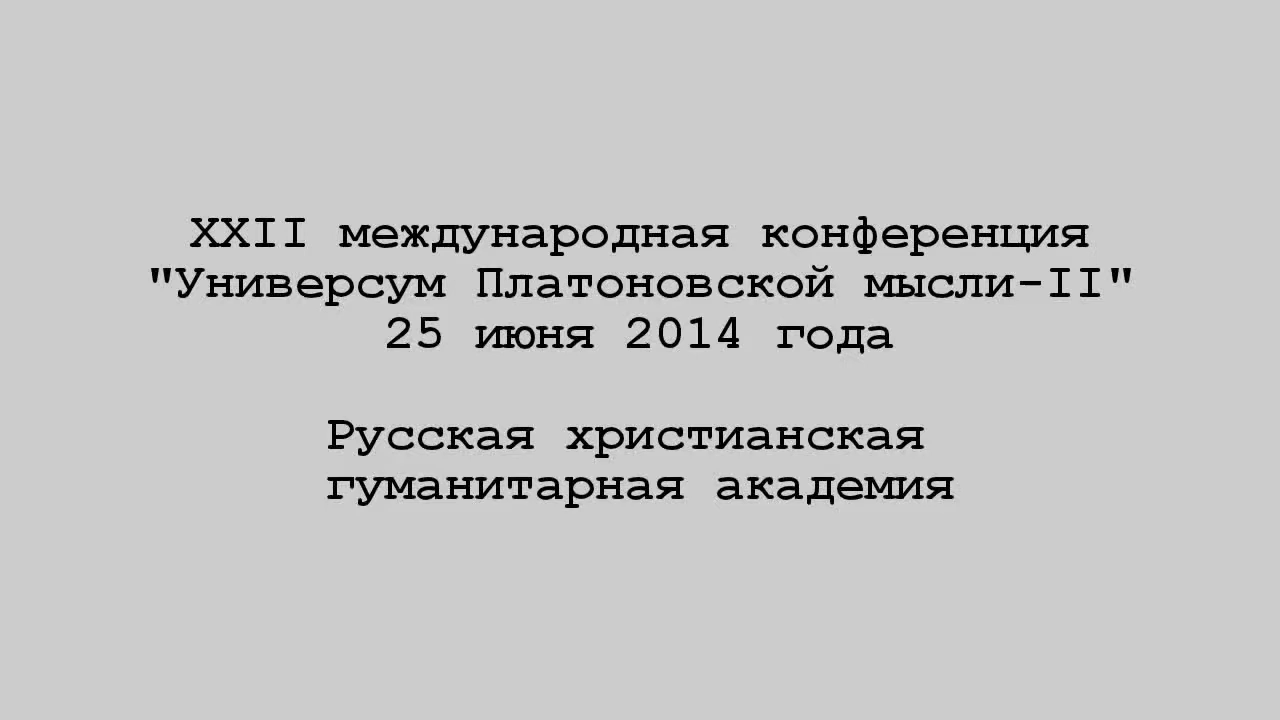 XXII международная конференция
"Универсум Платоновской мысли-II"
25 июня 2014 года
Русская христианская
гуманитарная академия